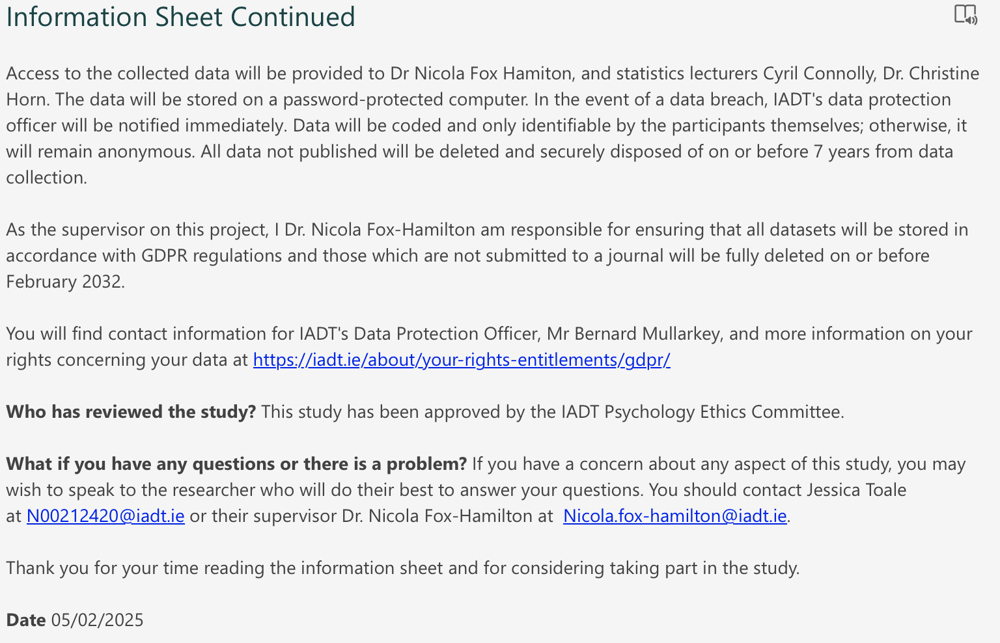 Information Sheet Continued
Access to the collected data will be provided to Dr Nicola Fox Hamiton, and statistics lecturers Cyril Connolly, Dr. Christine
Horn. The data will be stored on a password-protected computer. In the event of a data breach, IADT's data protection
officer will be notified immediately. Data will be coded and only identifiable by the participants themselves; otherwise, it
will remain anonymous. All data not published will be deleted and securely disposed of on or before 7 years from data
collection.
As the supervisor on this project, I Dr. Nicola Fox-Hamilton am responsible for ensuring that all datasets will be stored in
accordance with GDPR regulations and those which are not submitted to a journal will be fully deleted on or before
February 2032.
You will find contact information for IADT's Data Protection Officer, Mr Bernard Mullarkey, and more information on your
rights concerning your data at https://iadt.ie/about/your-rights-entitlements/gdpr/
Who has reviewed the study? This study has been approved by the IADT Psychology Ethics Committee.
What if you have any questions or there is a problem? If you have a concern about any aspect of this study, you may
wish to speak to the researcher who will do their best to answer your questions. You should contact Jessica Toale
at N00212420@iadt.ie or their supervisor Dr. Nicola Fox-Hamilton at  Nicola.fox-hamilton@iadt.ie.
Thank you for your time reading the information sheet and for considering taking part in the study.
Date 05/02/2025